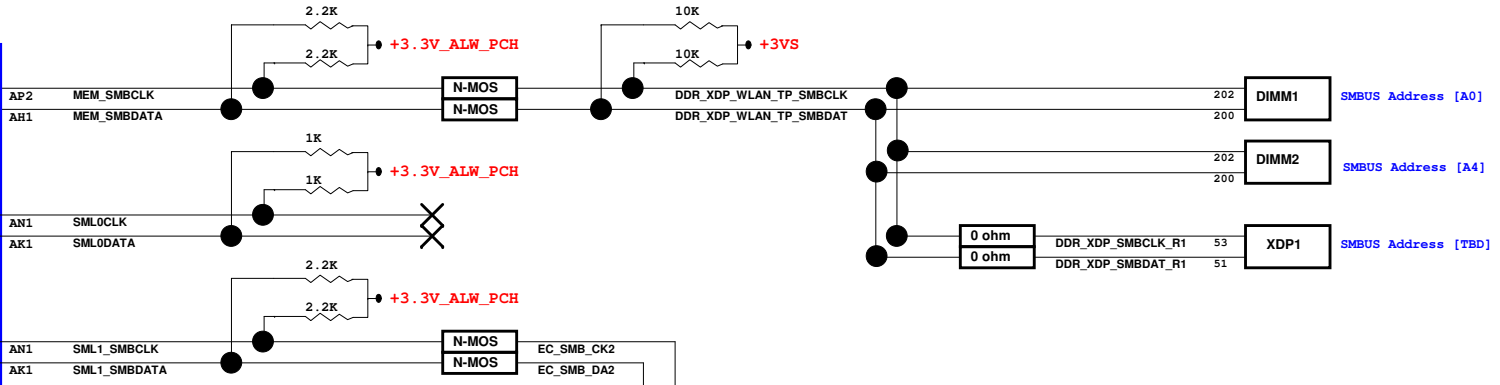 2.2K
2.2K
+3.3V_ALW_PCH
10K
10K
+3VS
AP2 MEM_SMBCLK N-MOS DDR_XDP_WLAN_TP_SMBCLK 202 DIMM1 SMBUS Address [A0]
AH1 MEM_SMBDATA N-MOS DDR_XDP_WLAN_TP_SMBDAT 200
1K
1K
+3.3V_ALW_PCH
202 DIMM2 SMBUS Address [A4]
200
AN1 SML0CLK
AK1 SML0DATA
0 ohm DDR_XDP_SMBCLK_R1 53 XDP1 SMBUS Address [TBD]
0 ohm DDR_XDP_SMBDAT_R1 51
2.2K
2.2K
+3.3V_ALW_PCH
AN1 SML1_SMBCLK N-MOS EC_SMB_CK2
AK1 SML1_SMBDATA N-MOS EC_SMB_DA2